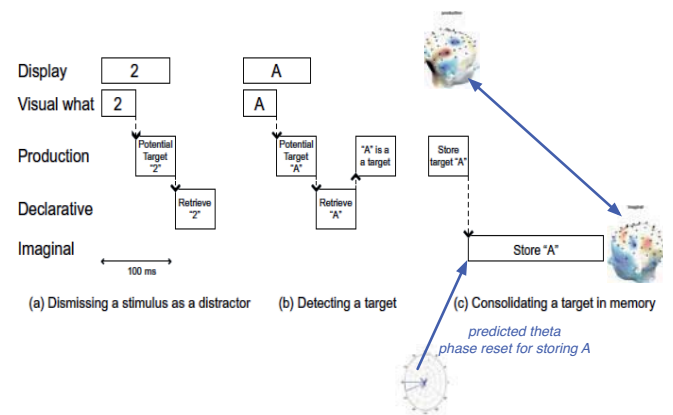 production
Display
2
A
Visual what
2
A
Production
Potential
Target
"2"
Potential
Target
"A"
"A" is a
a target
Store
target "A"
Declarative
Retrieve
"2"
Retrieve
"A"
imaginal
Imaginal
Store "A"
100 ms
(a) Dismissing a stimulus as a distractor
(b) Detecting a target
(c) Consolidating a target in memory
predicted theta
phase reset for storing A